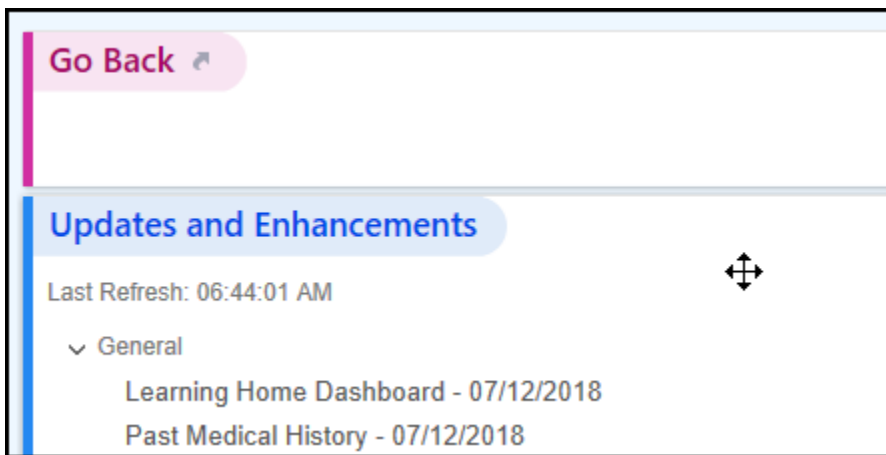 Go Back
Updates and Enhancements
Last Refresh: 06:44:01 AM
General
Learning Home Dashboard - 07/12/2018
Past Medical History - 07/12/2018